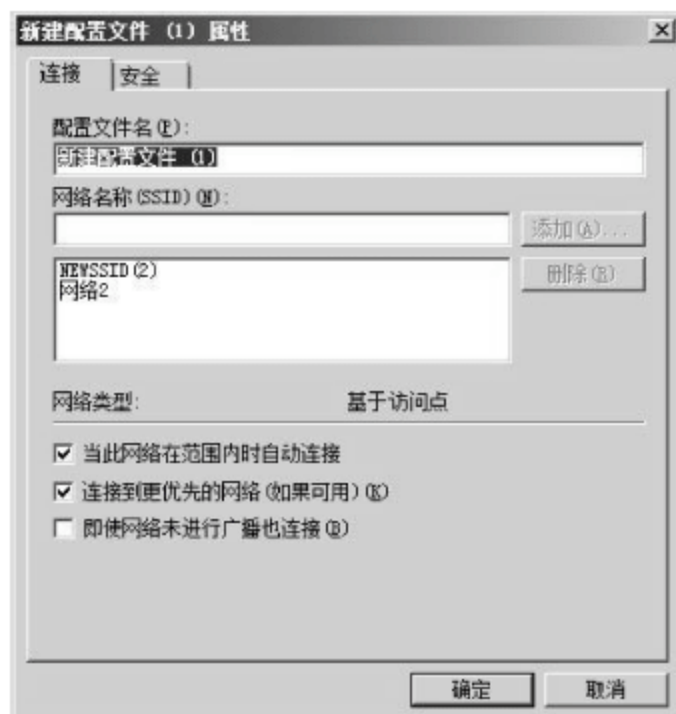 新建配置文件 (1) 属性
连接 安全
配置文件名(P):
新建配置文件 (1)
网络名称(SSID)(N):
添加(A)...
NEWSSID(2)
网络2
删除(R)
网络类型: 基于访问点
当此网络在范围内时自动连接
连接到更优先的网络(如果可用)(K)
即使网络未进行广播也连接(B)
确定 取消